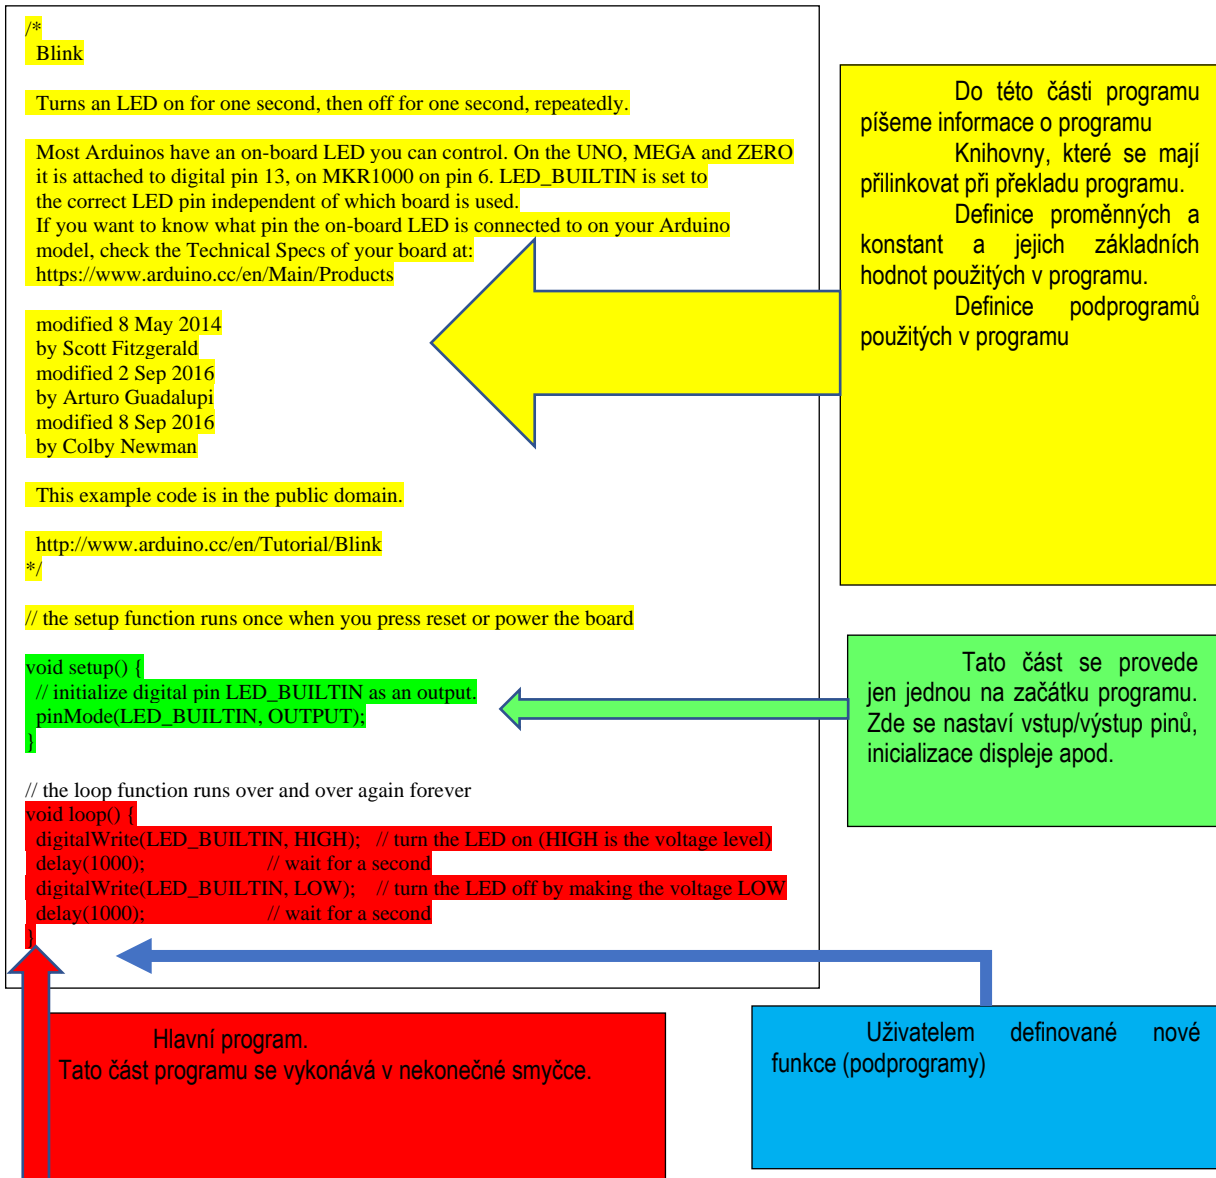 /*
Blink
Turns an LED on for one second, then off for one second, repeatedly.
Most Arduinos have an on-board LED you can control. On the UNO, MEGA and ZERO
it is attached to digital pin 13, on MKR1000 on pin 6. LED_BUILTIN is set to
the correct LED pin independent of which board is used.
If you want to know what pin the on-board LED is connected to on your Arduino
model, check the Technical Specs of your board at:
https://www.arduino.cc/en/Main/Products
modified 8 May 2014
by Scott Fitzgerald
modified 2 Sep 2016
by Arturo Guadalupi
modified 8 Sep 2016
by Colby Newman
This example code is in the public domain.
http://www.arduino.cc/en/Tutorial/Blink
*/
// the setup function runs once when you press reset or power the board
void setup() {
// initialize digital pin LED_BUILTIN as an output.
pinMode(LED_BUILTIN, OUTPUT);
}
// the loop function runs over and over again forever
void loop() {
digitalWrite(LED_BUILTIN, HIGH); // turn the LED on (HIGH is the voltage level)
delay(1000); // wait for a second
digitalWrite(LED_BUILTIN, LOW); // turn the LED off by making the voltage LOW
delay(1000); // wait for a second
}
Do této části programu
píšeme informace o programu
Knihovny, které se mají
přilinkovat při překladu programu.
Definice proměnných a
konstant a jejich základních
hodnot použitých v programu.
Definice podprogramů
použitých v programu
Tato část se provede
jen jednou na začátku programu.
Zde se nastaví vstup/výstup pinů,
inicializace displeje apod.
Hlavní program.
Tato část programu se vykonává v nekonečné smyčce.
Uživatelem definované nové
funkce (podprogramy)